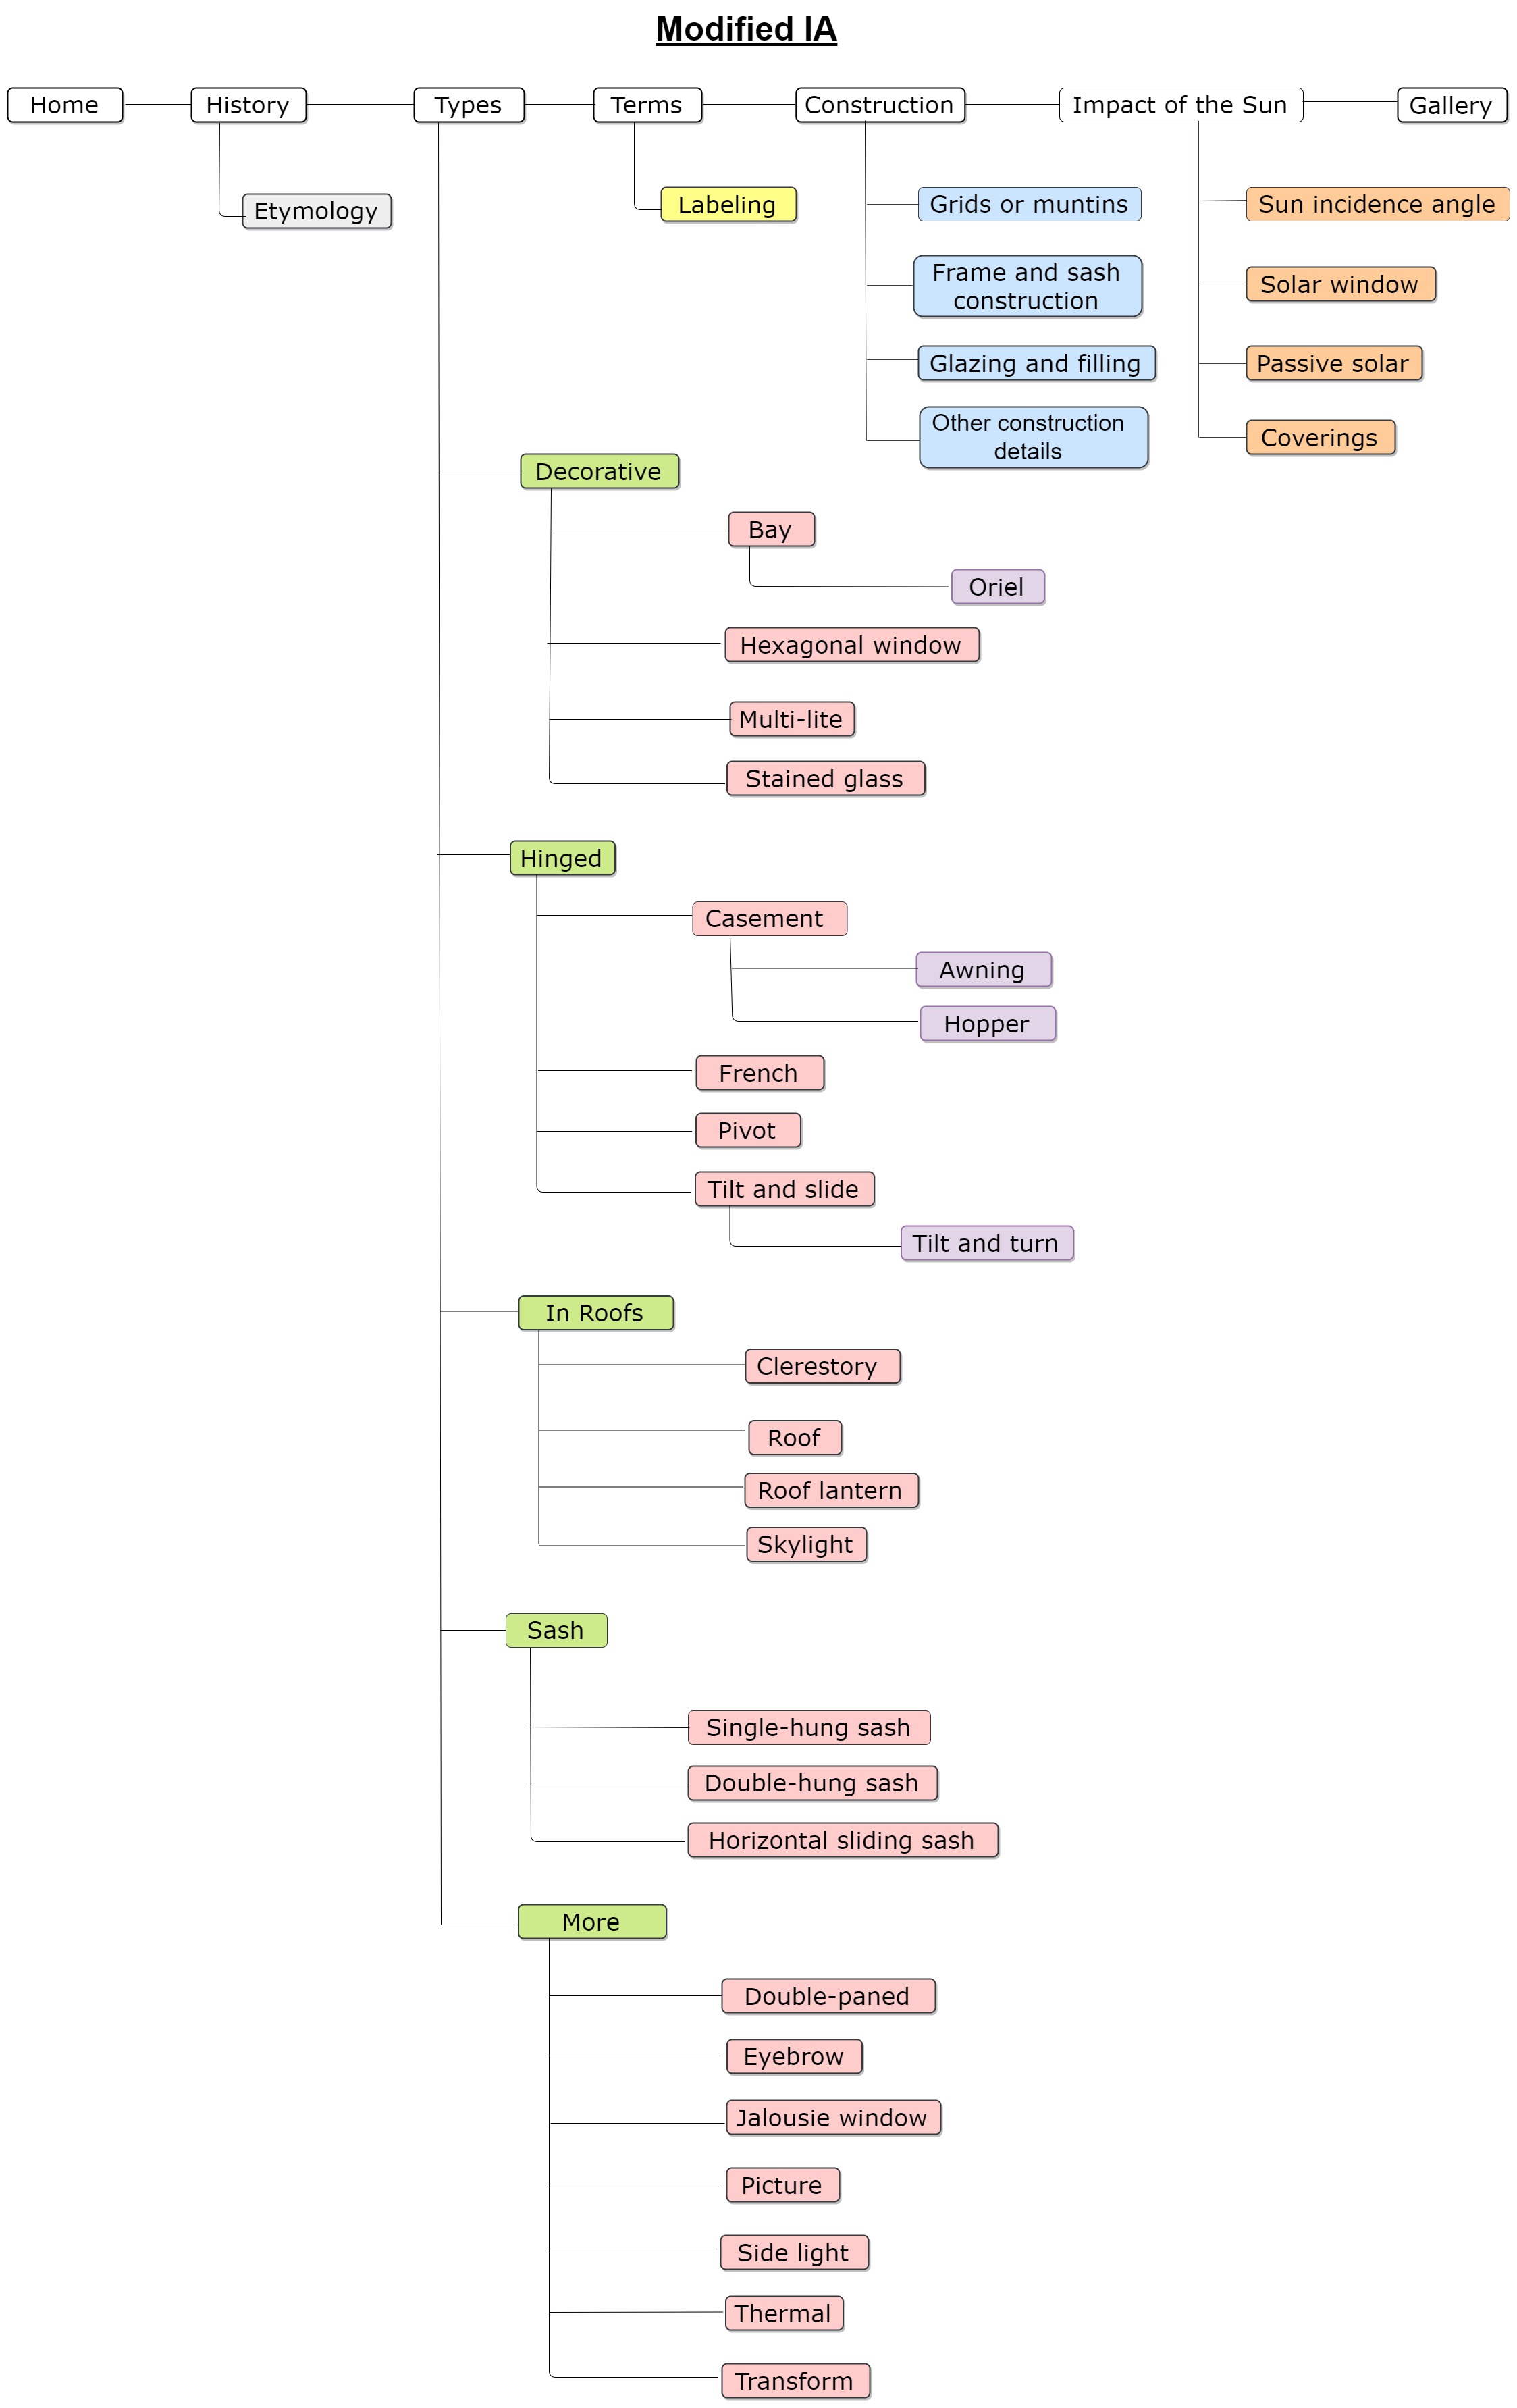 Modified IA
Home
History
Types
Terms
Construction
Impact of the Sun
Gallery
Etymology
Labeling
Grids or muntins
Frame and sash
construction
Glazing and filling
Other construction
details
Sun incidence angle
Solar window
Passive solar
Coverings
Decorative
Bay
Oriel
Hexagonal window
Multi-lite
Stained glass
Hinged
Casement
Awning
Hopper
French
Pivot
Tilt and slide
Tilt and turn
In Roofs
Clerestory
Roof
Roof lantern
Skylight
Sash
Single-hung sash
Double-hung sash
Horizontal sliding sash
More
Double-paned
Eyebrow
Jalousie window
Picture
Side light
Thermal
Transform